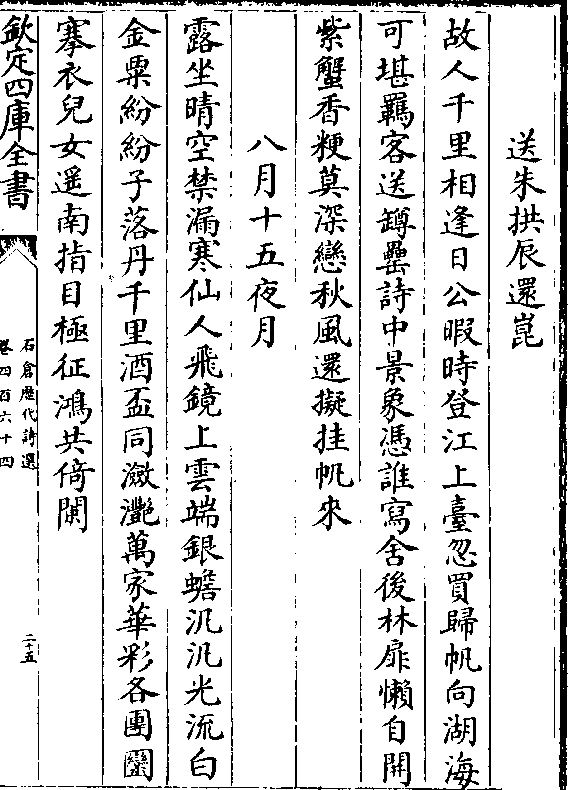 送朱拱辰還崑
故人千里相逢日公暇時登江上臺忽買歸帆向湖海
可堪羈客送罇罍詩中景象憑誰寫舍後林扉懶自開
紫蟹香粳莫深戀秋風還擬挂帆來
八月十五夜月
露坐晴空禁漏寒仙人飛鏡上雲端銀蟾汎汎光流白
金粟紛紛子落丹千里酒盃同瀲灔萬家華彩各團圞
搴衣兒女遥南指目極征鴻共倚闌
欽定四庫全書
石倉歷代詩選
卷四百六十四
二十五